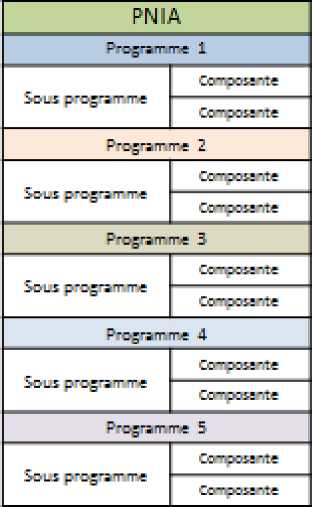 PNIA
Programme 1
Sous programme
Composante
Composante
Programme 2
Sous programme
Composante
Composante
Programme 3
Sous programme
Composante
Composante
Programme 4
Sous programme
Composante
Composante
Programme 5
Sous programme
Composante
Composante